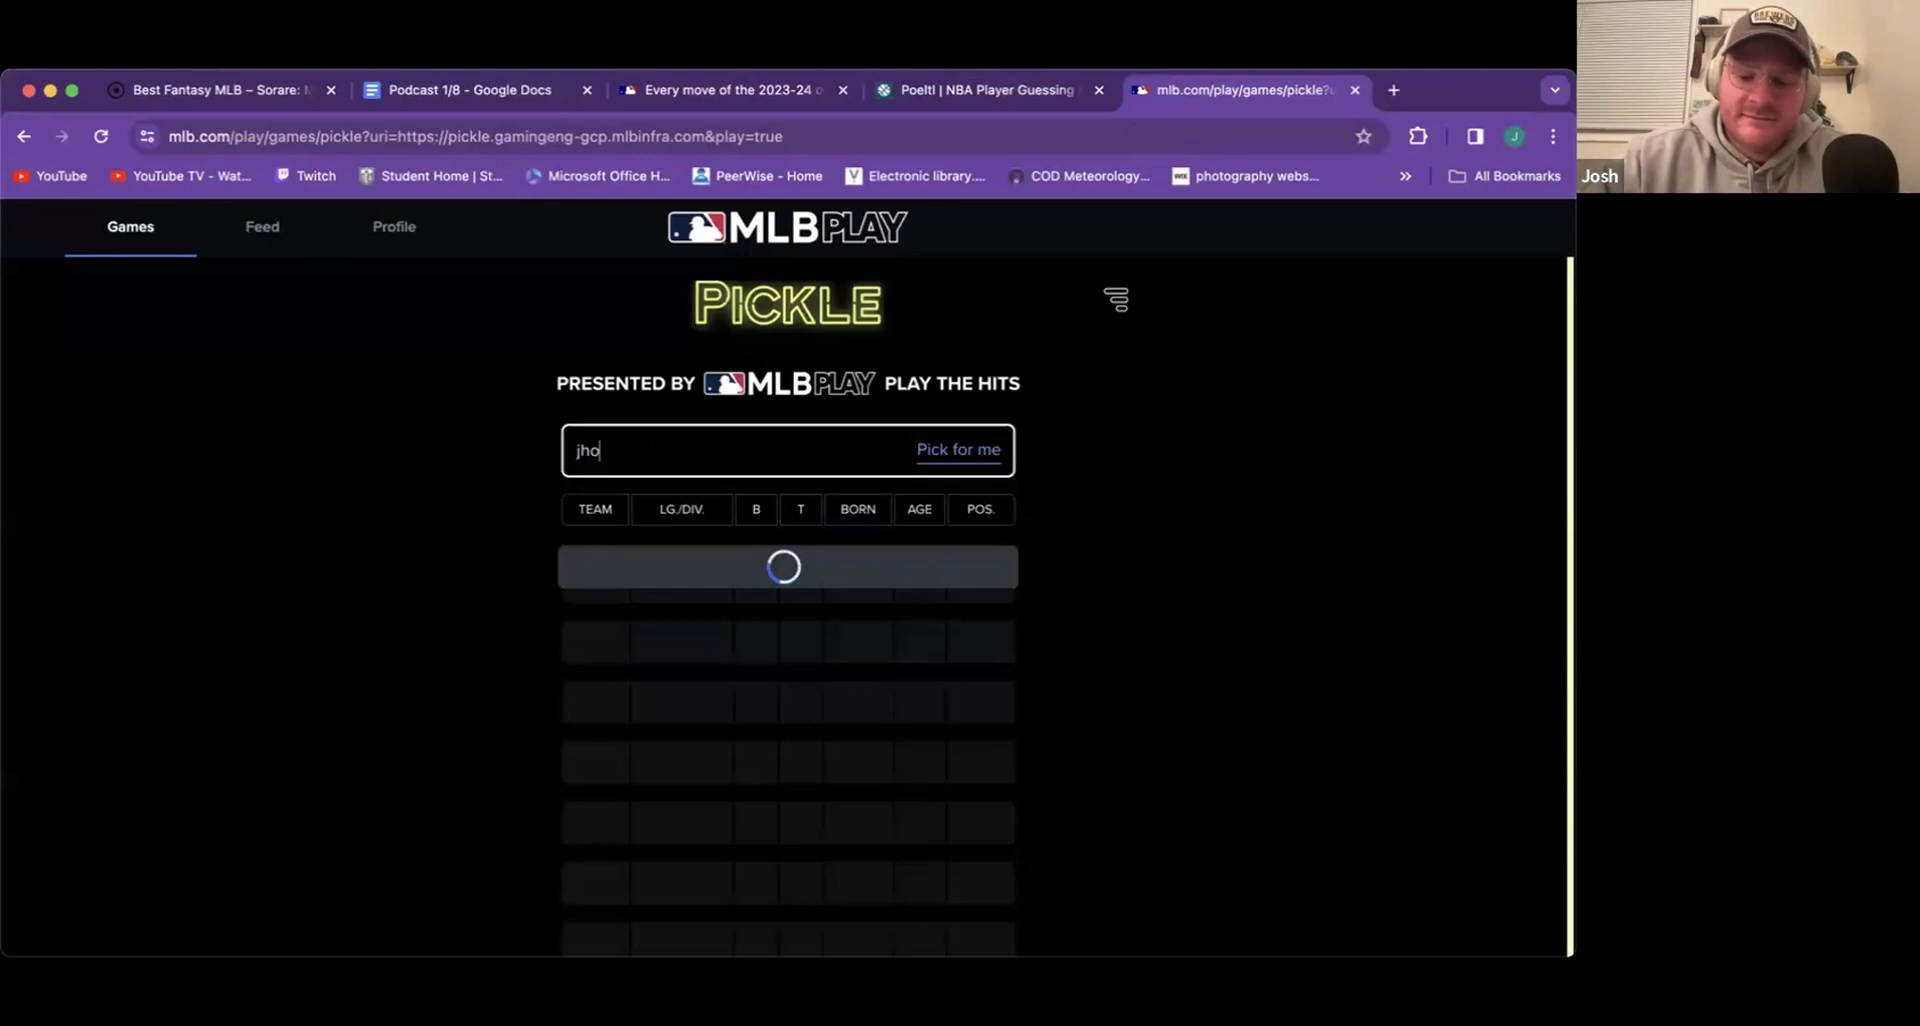 Best Fantasy MLB – Sorare: M
Podcast 1/8 - Google Docs
Every move of the 2023-24 o
Poeltl | NBA Player Guessing
mlb.com/play/games/pickle?u
mlb.com/play/games/pickle?uri=https://pickle.gamingeng-gcp.mlbinfra.com&play=true
J
YouTube
YouTube TV - Wat...
Twitch
Student Home | St...
Microsoft Office H...
PeerWise - Home
Electronic library....
COD Meteorology...
WIX photography webs...
All Bookmarks
Games
Feed
Profile
MLB PLAY
PICKLE
PRESENTED BY MLB PLAY PLAY THE HITS
jho
Pick for me
TEAM
LG./DIV.
B
T
BORN
AGE
POS.
BREWERS
Josh